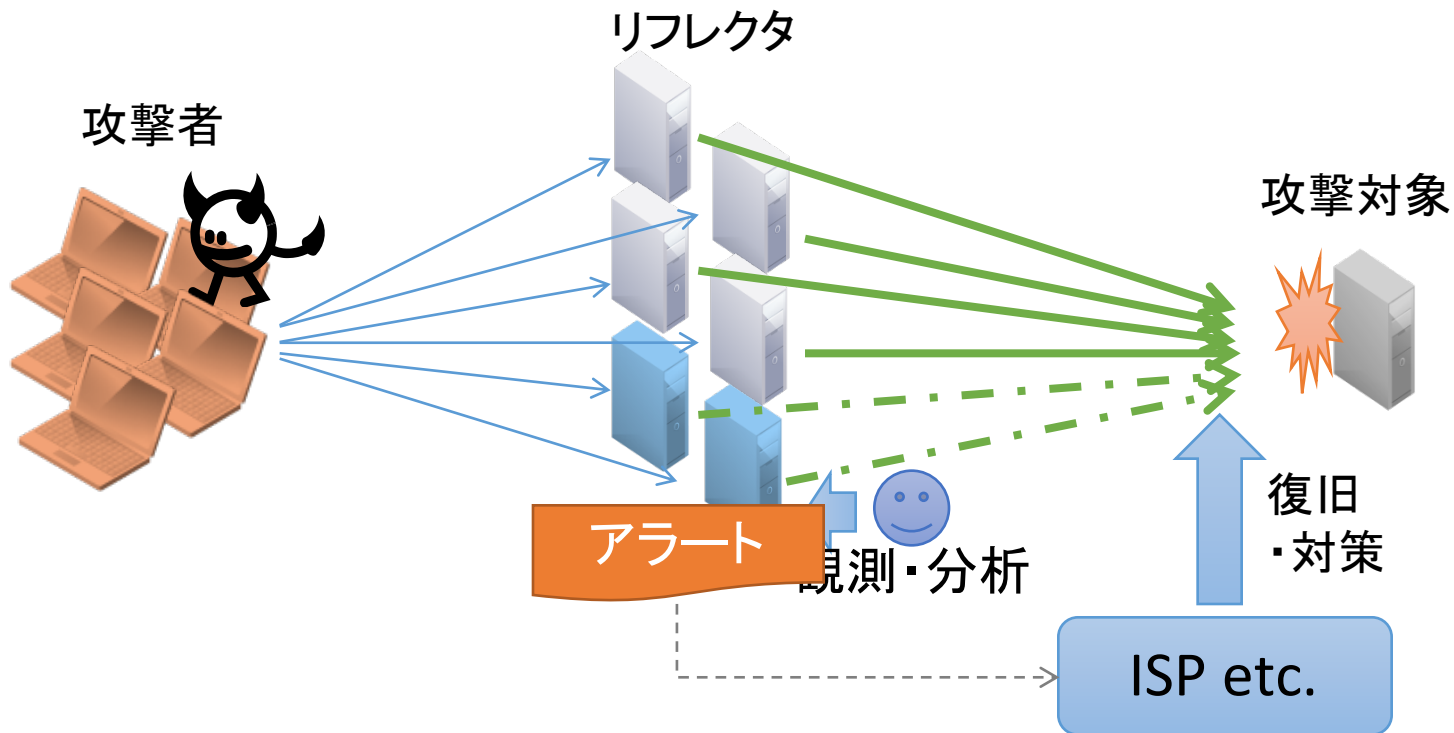 リフレクタ
攻撃者
攻撃対象
アラート
観測・分析
復旧
・対策
ISP etc.